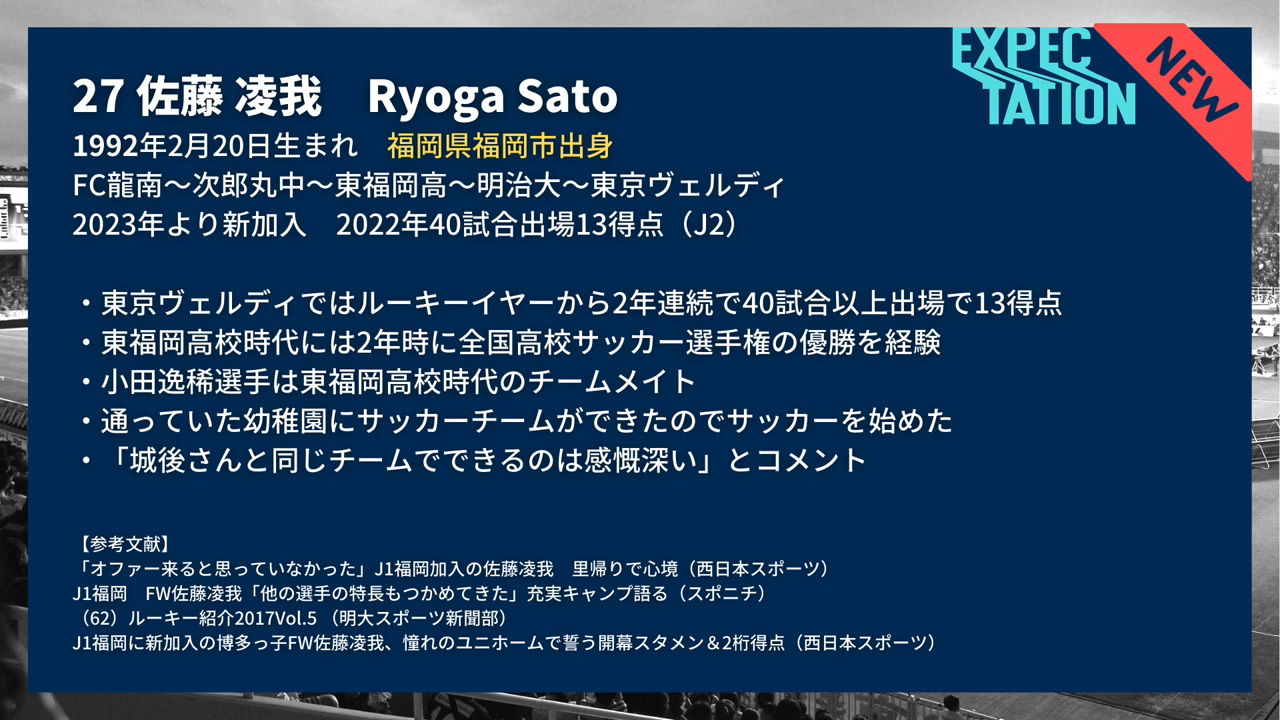 EXPEC
TATION
NEW
27 佐藤 凌我　Ryoga Sato
1992年2月20日生まれ　福岡県福岡市出身
FC龍南〜次郎丸中〜東福岡高〜明治大〜東京ヴェルディ
2023年より新加入　2022年40試合出場13得点（J2）
・東京ヴェルディではルーキーイヤーから2年連続で40試合以上出場で13得点
・東福岡高校時代には2年時に全国高校サッカー選手権の優勝を経験
・小田逸稀選手は東福岡高校時代のチームメイト
・通っていた幼稚園にサッカーチームができたのでサッカーを始めた
・「城後さんと同じチームでできるのは感慨深い」とコメント
【参考文献】
「オファー来ると思っていなかった」J1福岡加入の佐藤凌我　里帰りで心境（西日本スポーツ）
J1福岡　FW佐藤凌我「他の選手の特長もつかめてきた」充実キャンプ語る（スポニチ）
（62）ルーキー紹介2017Vol.5 （明大スポーツ新聞部）
J1福岡に新加入の博多っ子FW佐藤凌我、憧れのユニホームで誓う開幕スタメン＆2桁得点（西日本スポーツ）